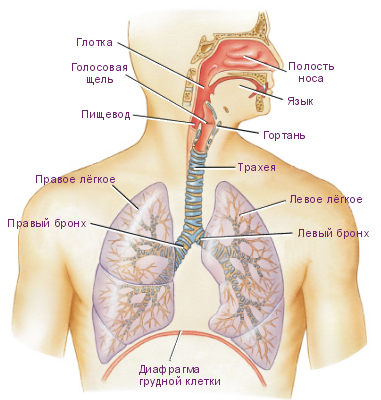 Глотка
Голосовая
щель
Пищевод
Полость
носа
Язык
Гортань
Трахея
Правое лёгкое
Левое лёгкое
Правый бронх
Левый бронх
Диафрагма
грудной клетки